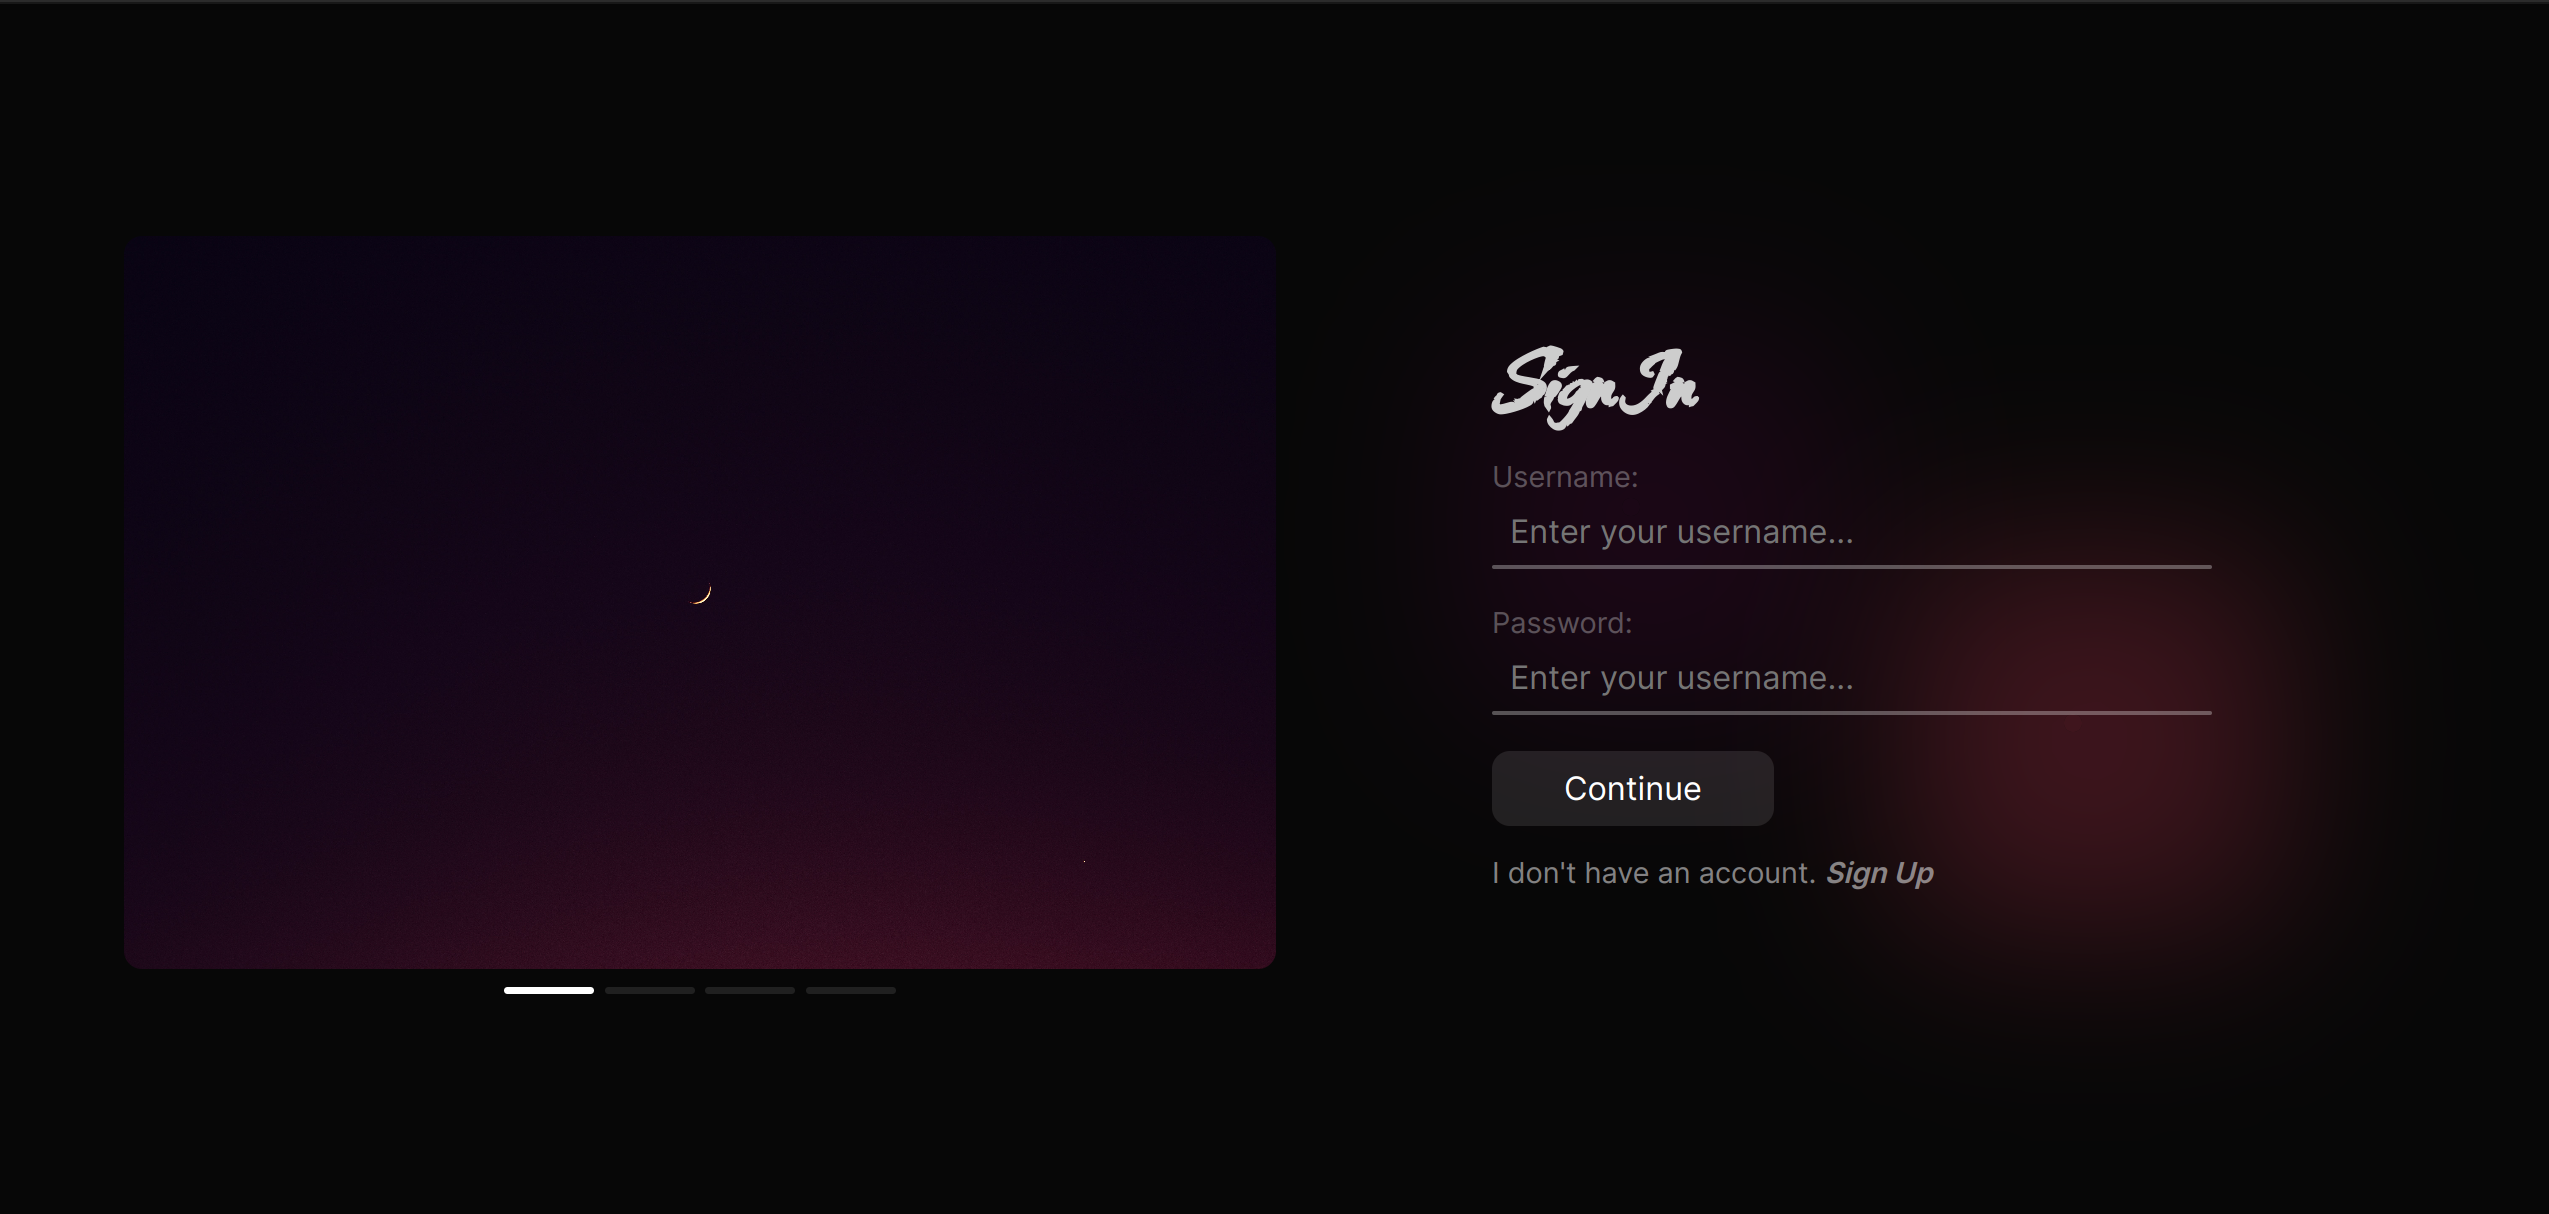 Sign In
Username:
Enter your username...
Password:
Enter your username...
Continue
I don't have an account. Sign Up